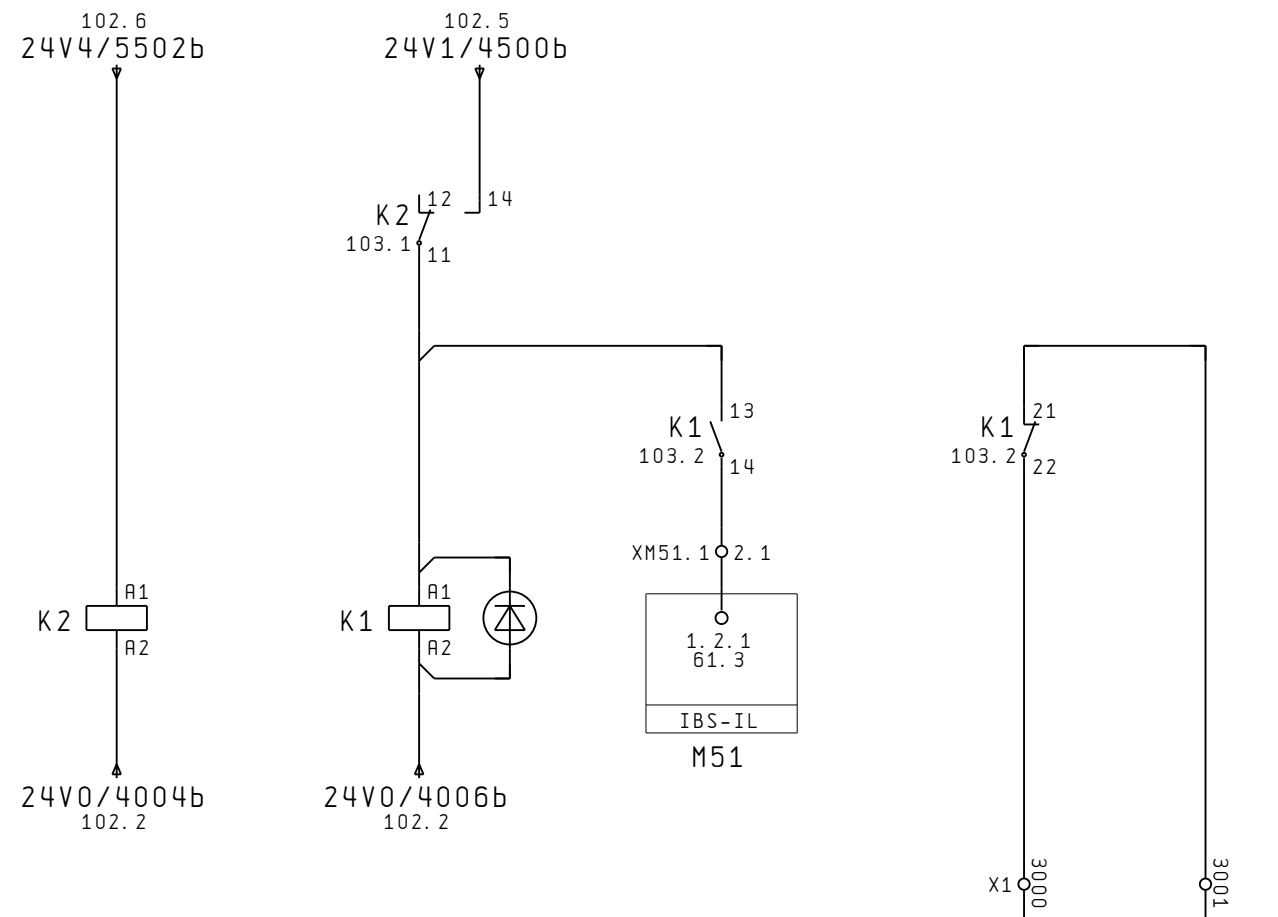 102.6
24V4/5502b
102.5
24V1/4500b
12
14
K2
103.1
11
13
K1
103.2
14
21
K1
103.2
22
XM51.1
2.1
A1
K2
A2
A1
K1
A2
1.2.1
61.3
IBS-IL
M51
24V0/4004b
102.2
24V0/4006b
102.2
X1
3000
3001